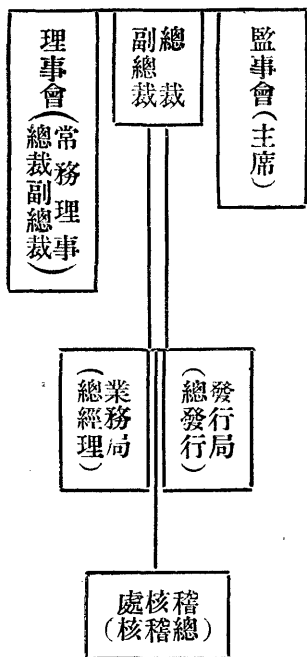 監事會(主席)
總裁
副總裁
理事會(常務理事
總裁副總裁)
發行局
(總發行)
業務局
(總經理)
稽核處
(總稽核)